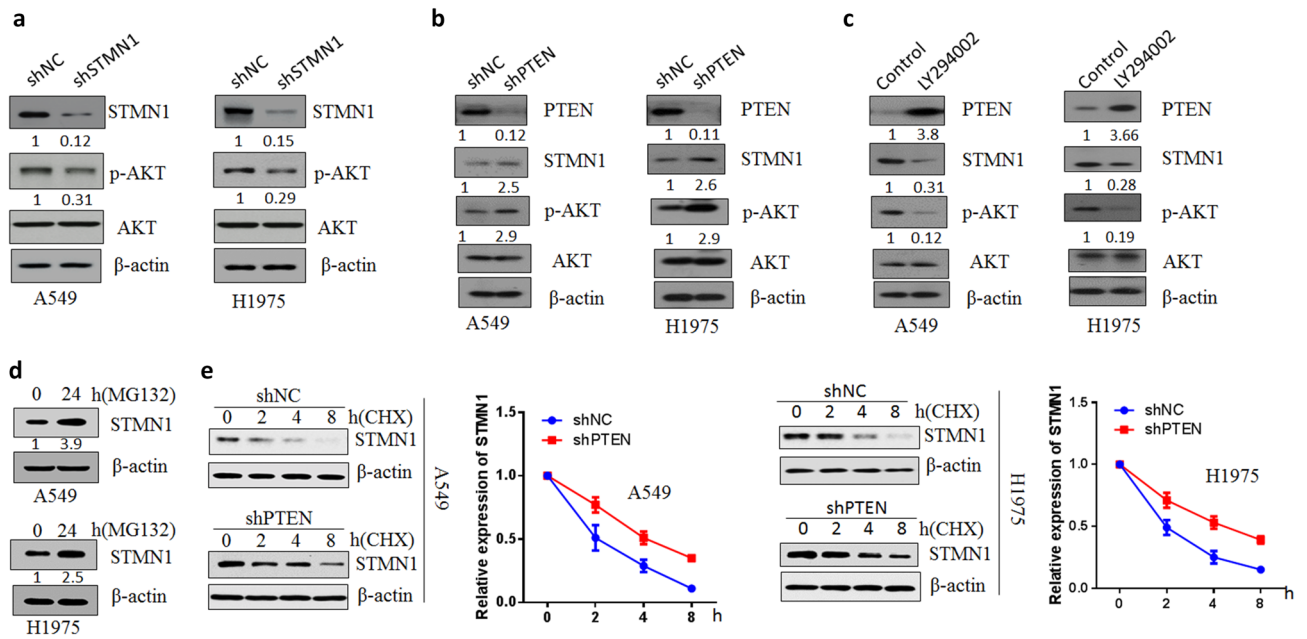 a
shNC shSTMN1
STMN1
1 0.12
p-AKT
1 0.31
AKT
β-actin
A549
shNC shSTMN1
STMN1
1 0.15
p-AKT
1 0.29
AKT
β-actin
H1975
b
shNC shPTEN
PTEN
1 0.12
STMN1
1 2.5
p-AKT
1 2.9
AKT
β-actin
A549
shNC shPTEN
PTEN
1 0.11
STMN1
1 2.6
p-AKT
1 2.9
AKT
β-actin
H1975
c
Control LY294002
PTEN
1 3.8
STMN1
1 0.31
p-AKT
1 0.12
AKT
β-actin
A549
Control LY294002
PTEN
1 3.66
STMN1
1 0.28
p-AKT
1 0.19
AKT
β-actin
H1975
d
0 24 h(MG132)
STMN1
1 3.9
β-actin
A549
0 24 h(MG132)
STMN1
1 2.5
β-actin
H1975
e
shNC
0 2 4 8 h(CHX)
STMN1
β-actin
shPTEN
0 2 4 8 h(CHX)
STMN1
β-actin
A549
Relative expression of STMN1
1.5
1.0
0.5
0.0
shNC
shPTEN
A549
0 2 4 8 h
shNC
0 2 4 8 h(CHX)
STMN1
β-actin
shPTEN
0 2 4 8 h(CHX)
STMN1
β-actin
H1975
Relative expression of STMN1
1.5
1.0
0.5
0.0
shNC
shPTEN
H1975
0 2 4 8 h